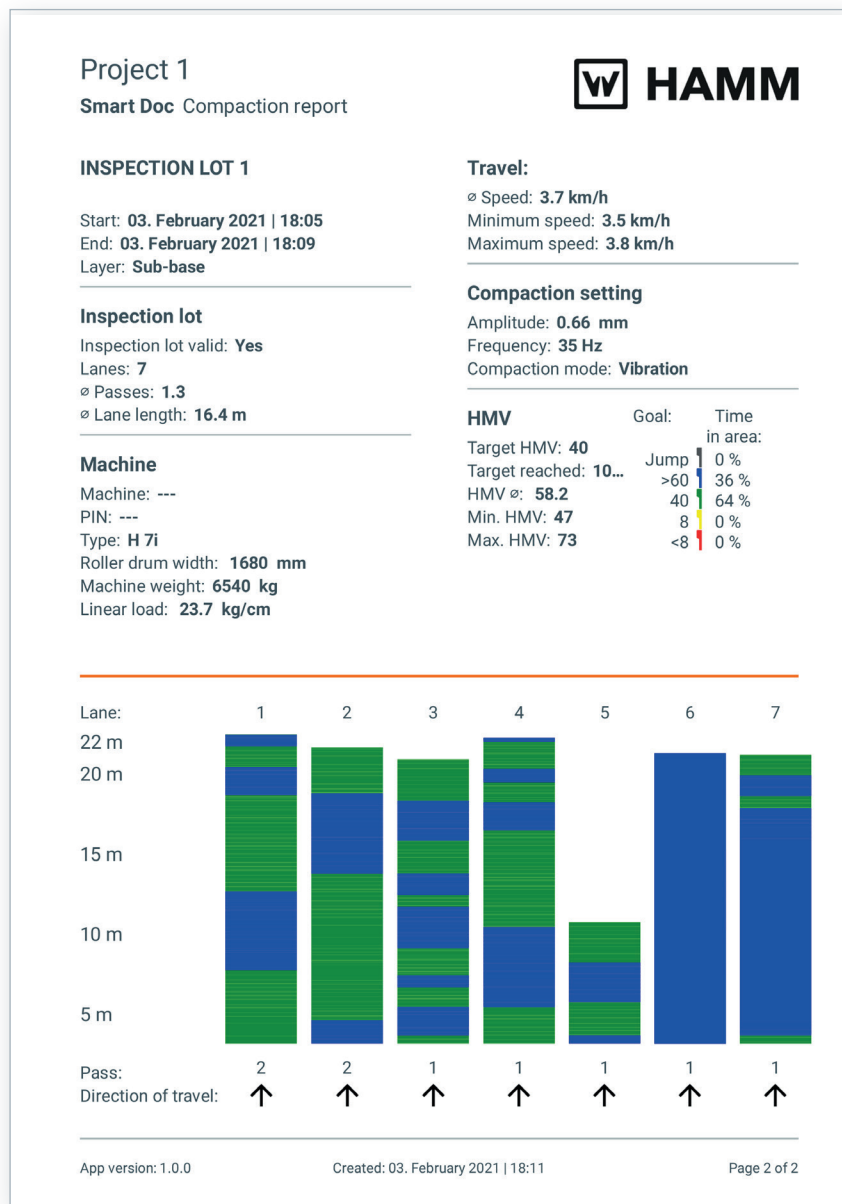 Project 1
Smart Doc Compaction report
HAMM
INSPECTION LOT 1
Start: 03. February 2021 | 18:05
End: 03. February 2021 | 18:09
Layer: Sub-base
Inspection lot
Inspection lot valid: Yes
Lanes: 7
⌀ Passes: 1.3
⌀ Lane length: 16.4 m
Machine
Machine: ---
PIN: ---
Type: H 7i
Roller drum width: 1680 mm
Machine weight: 6540 kg
Linear load: 23.7 kg/cm
Travel:
⌀ Speed: 3.7 km/h
Minimum speed: 3.5 km/h
Maximum speed: 3.8 km/h
Compaction setting
Amplitude: 0.66 mm
Frequency: 35 Hz
Compaction mode: Vibration
HMV
Target HMV: 40
Target reached: 10...
HMV ⌀: 58.2
Min. HMV: 47
Max. HMV: 73
Goal: Time
in area:
Jump 0 %
>60 36 %
40 64 %
8 0 %
<8 0 %
Lane: 1 2 3 4 5 6 7
22 m
20 m
15 m
10 m
5 m
Pass: 2 2 1 1 1 1 1
Direction of travel: ↑ ↑ ↑ ↑ ↑ ↑ ↑
App version: 1.0.0 Created: 03. February 2021 | 18:11 Page 2 of 2